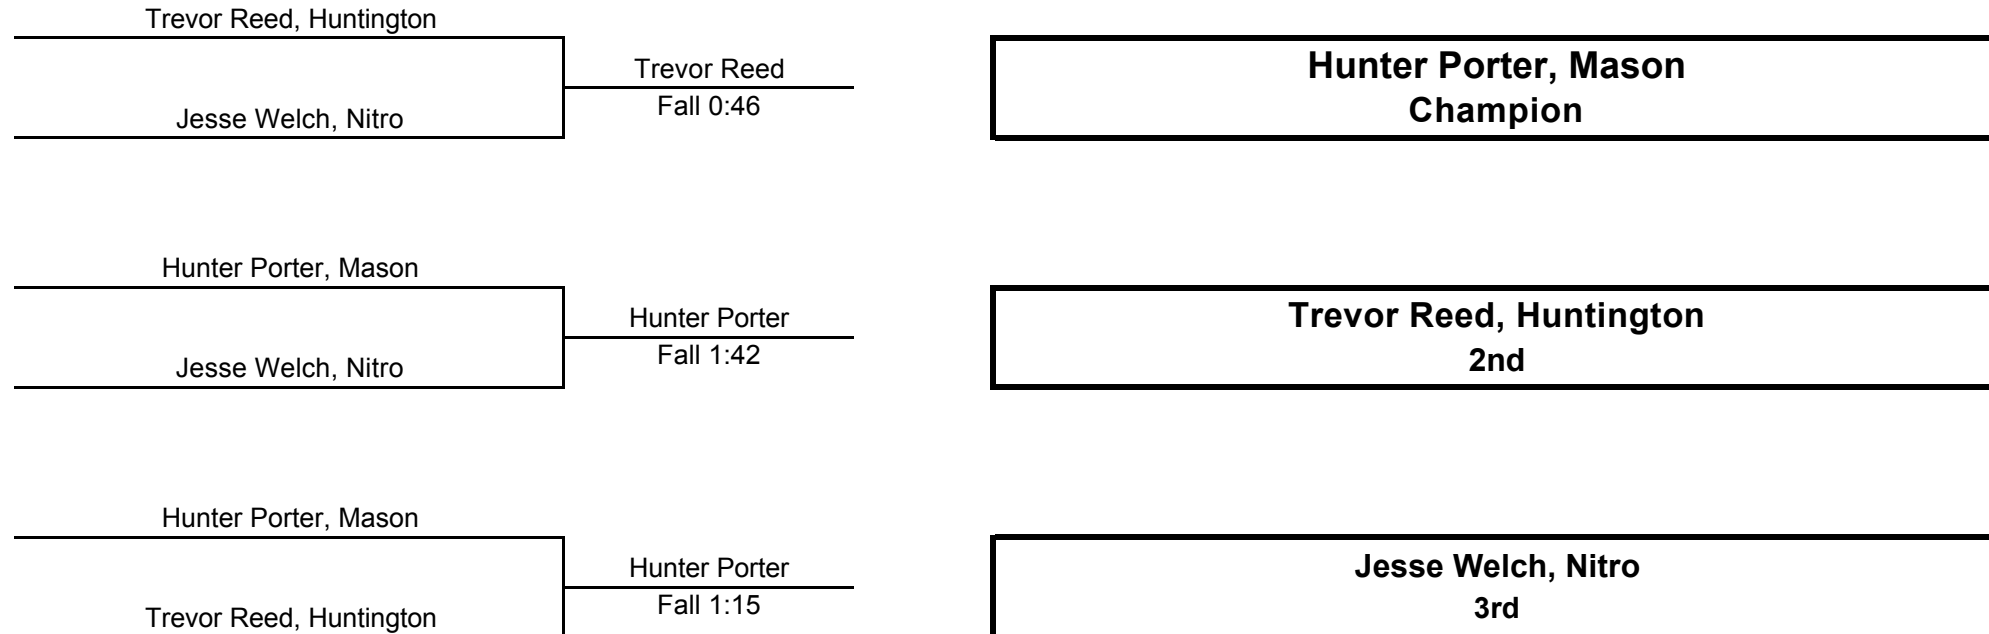 Trevor Reed, Huntington
Trevor Reed
Fall 0:46
Jesse Welch, Nitro
Hunter Porter, Mason
Champion
Hunter Porter, Mason
Hunter Porter
Fall 1:42
Jesse Welch, Nitro
Trevor Reed, Huntington
2nd
Hunter Porter, Mason
Hunter Porter
Fall 1:15
Trevor Reed, Huntington
Jesse Welch, Nitro
3rd